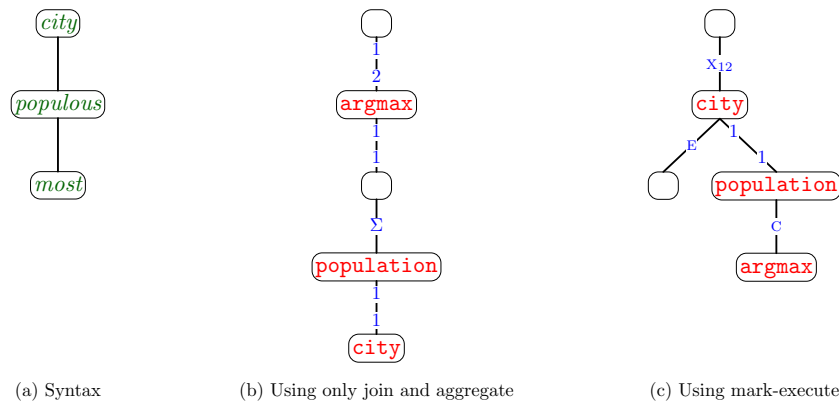 city
populous
most
(a) Syntax
1
2
argmax
1
1
Σ
population
1
1
city
(b) Using only join and aggregate
X12
city
E
1
1
population
C
argmax
(c) Using mark-execute